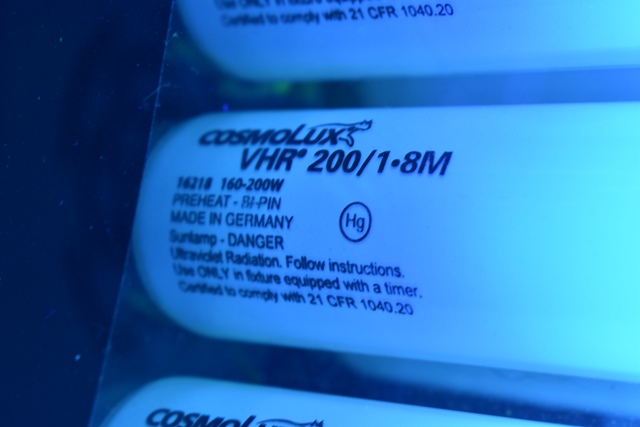 Certified to comply with 21 CFR 1040.20
COSMOLUX
VHR® 200/1•8M
16218 160-200W
PREHEAT - BI-PIN
MADE IN GERMANY
Hg
Sunlamp - DANGER
Ultraviolet Radiation. Follow instructions.
Use ONLY in fixture equipped with a timer.
Certified to comply with 21 CFR 1040.20
COSMOLUX